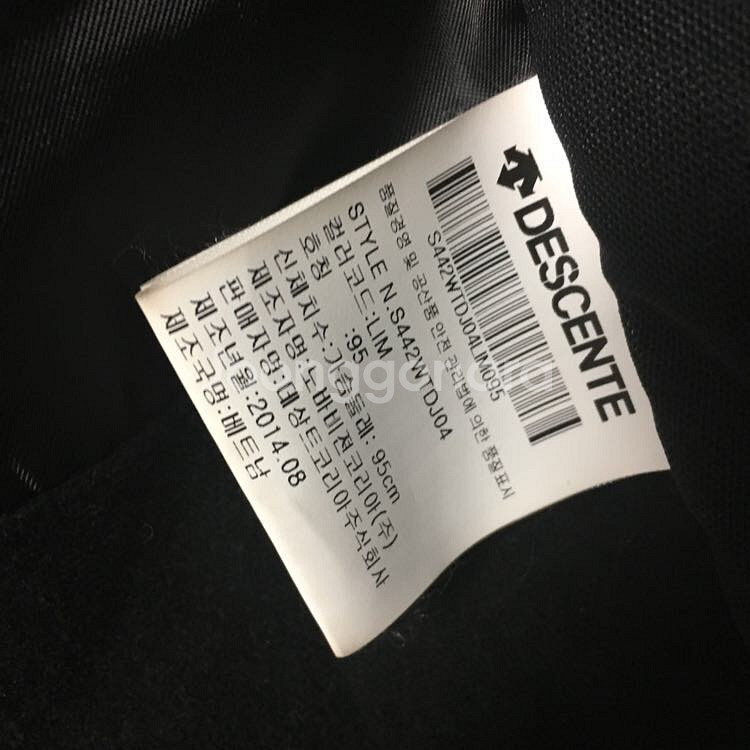 DESCENTE
S442WTDJ04LIM095
품질경영 및 공산품 안전 관리법에 의한 품질표시
STYLE N.S442WTDJ04
컬러코드:LIM
호칭 :95
신체치수:가슴둘레: 95cm
제조자명:노바비젼코리아(주)
판매자명:데상트코리아주식회사
제조년월:2014.08
제조국명:베트남